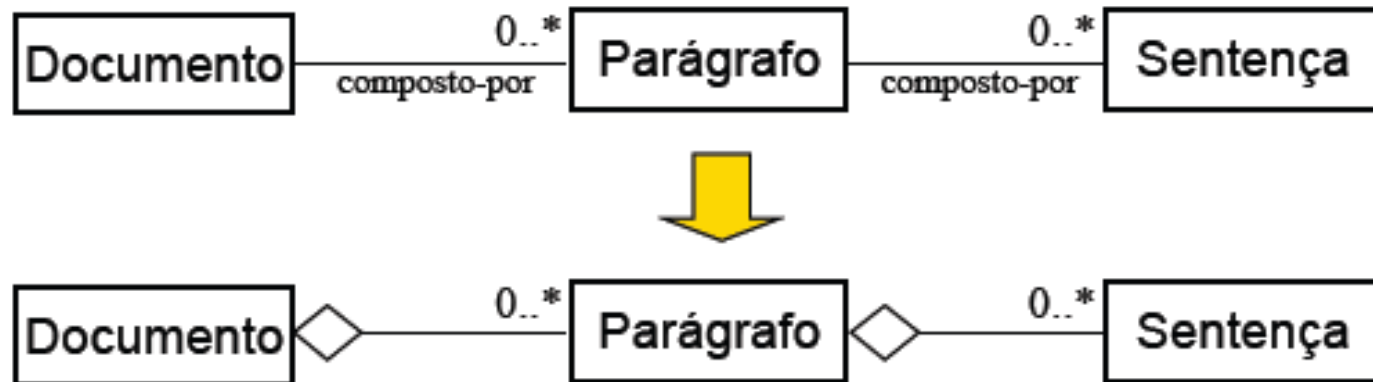 0..*
0..*
Documento
Parágrafo
Sentença
composto-por
composto-por
0..*
0..*
Documento
Parágrafo
Sentença